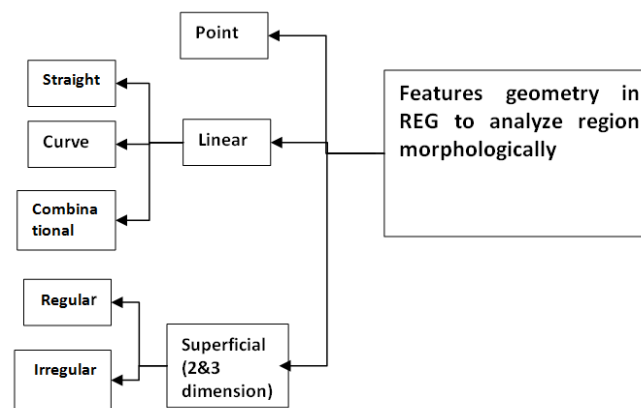 Point
Straight
Features geometry in
REG to analyze region
morphologically
Curve
Linear
Combina
tional
Regular
Superficial
(2&3
dimension)
Irregular